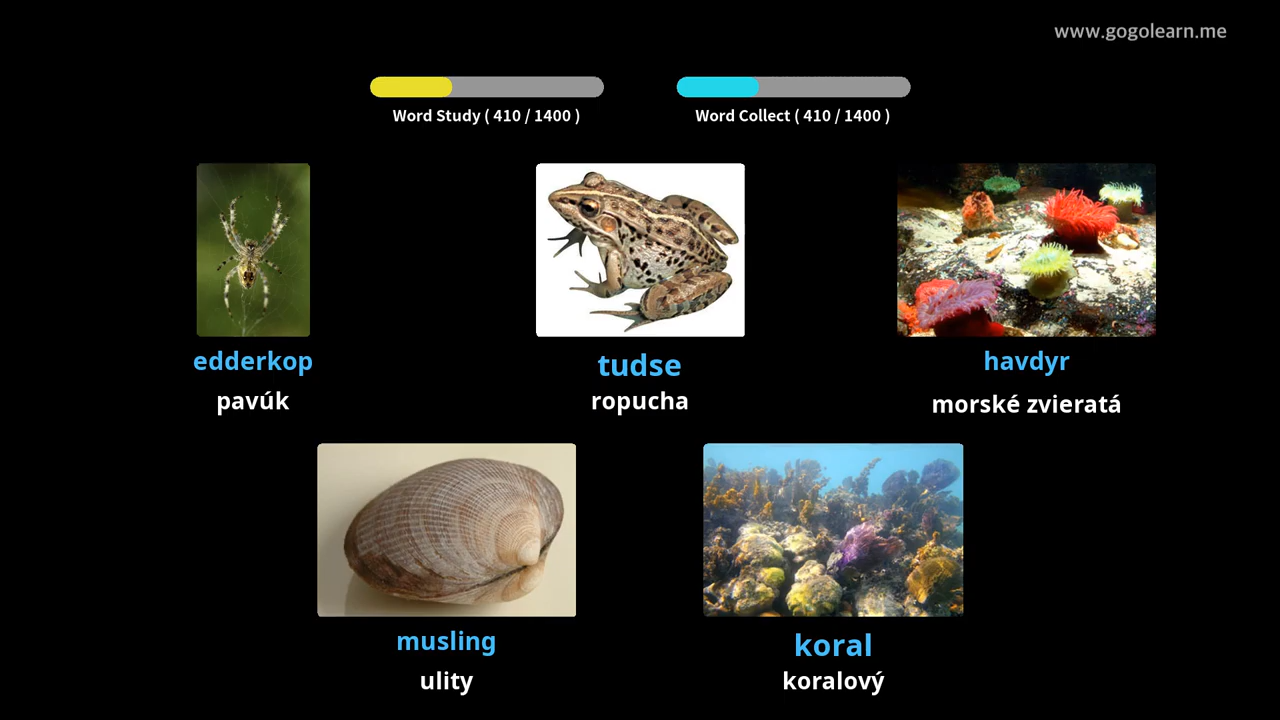 www.gogolearn.me
Word Study ( 410 / 1400 )
Word Collect ( 410 / 1400 )
edderkop
tudse
havdyr
pavúk
ropucha
morské zvieratá
musling
koral
ulity
koralový